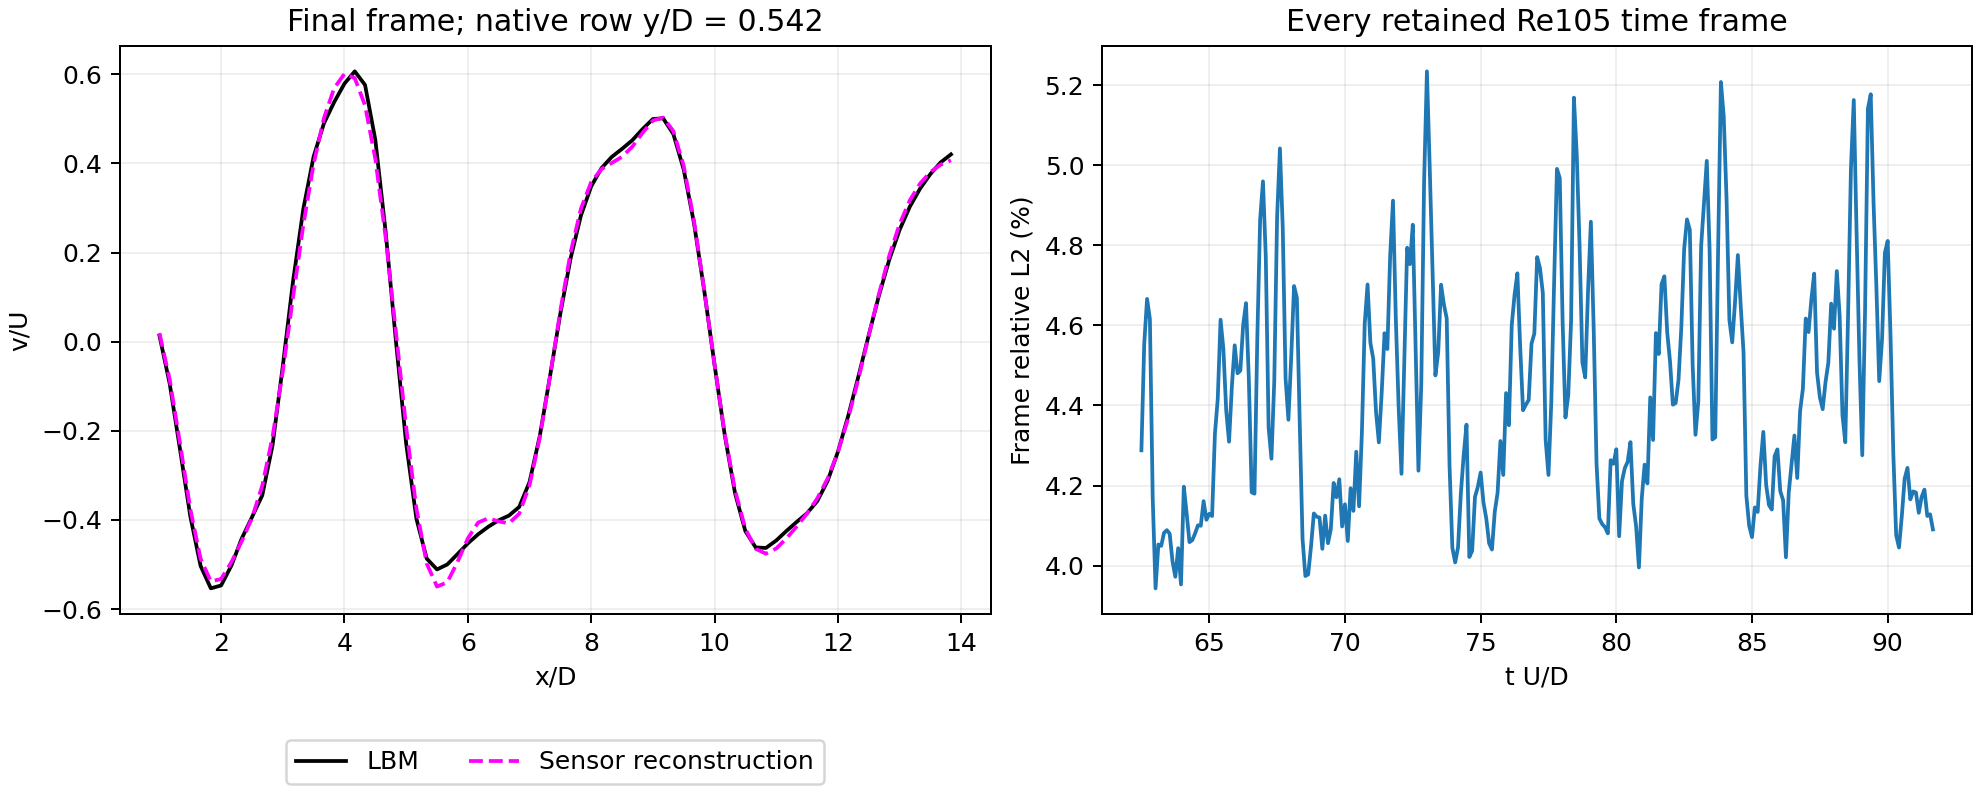 Final frame; native row y/D = 0.542
0.6
0.4
0.2
0.0
−0.2
−0.4
−0.6
v/U
2 4 6 8 10 12 14
x/D
LBM Sensor reconstruction
Every retained Re105 time frame
5.2
5.0
4.8
4.6
4.4
4.2
4.0
Frame relative L2 (%)
65 70 75 80 85 90
t U/D